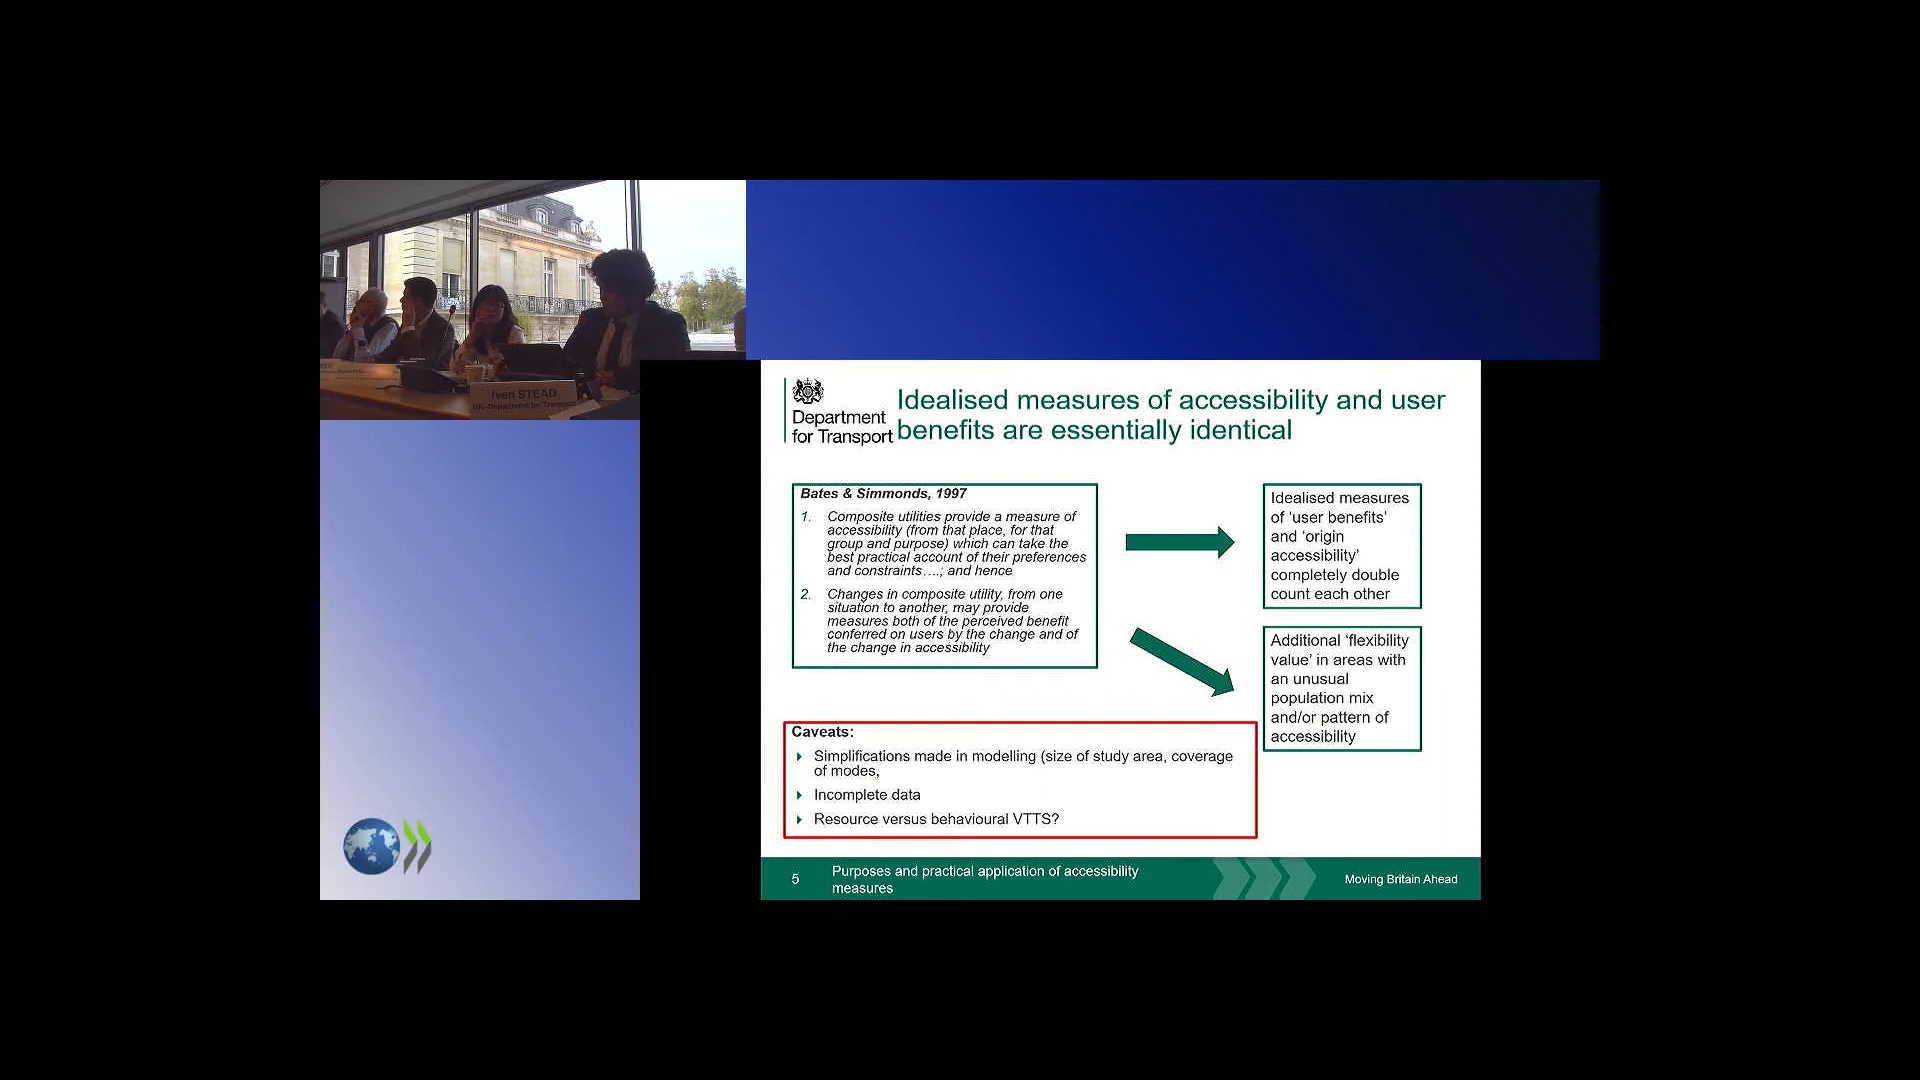 Iven STEAD
UK-Department for Transport
Department
for Transport
Idealised measures of accessibility and user
benefits are essentially identical
Bates & Simmonds, 1997
1. Composite utilities provide a measure of
accessibility (from that place, for that
group and purpose) which can take the
best practical account of their preferences
and constraints….; and hence
2. Changes in composite utility, from one
situation to another, may provide
measures both of the perceived benefit
conferred on users by the change and of
the change in accessibility
Idealised measures
of ‘user benefits’
and ‘origin
accessibility’
completely double
count each other
Additional ‘flexibility
value’ in areas with
an unusual
population mix
and/or pattern of
accessibility
Caveats:
Simplifications made in modelling (size of study area, coverage
of modes,
Incomplete data
Resource versus behavioural VTTS?
5
Purposes and practical application of accessibility
measures
Moving Britain Ahead